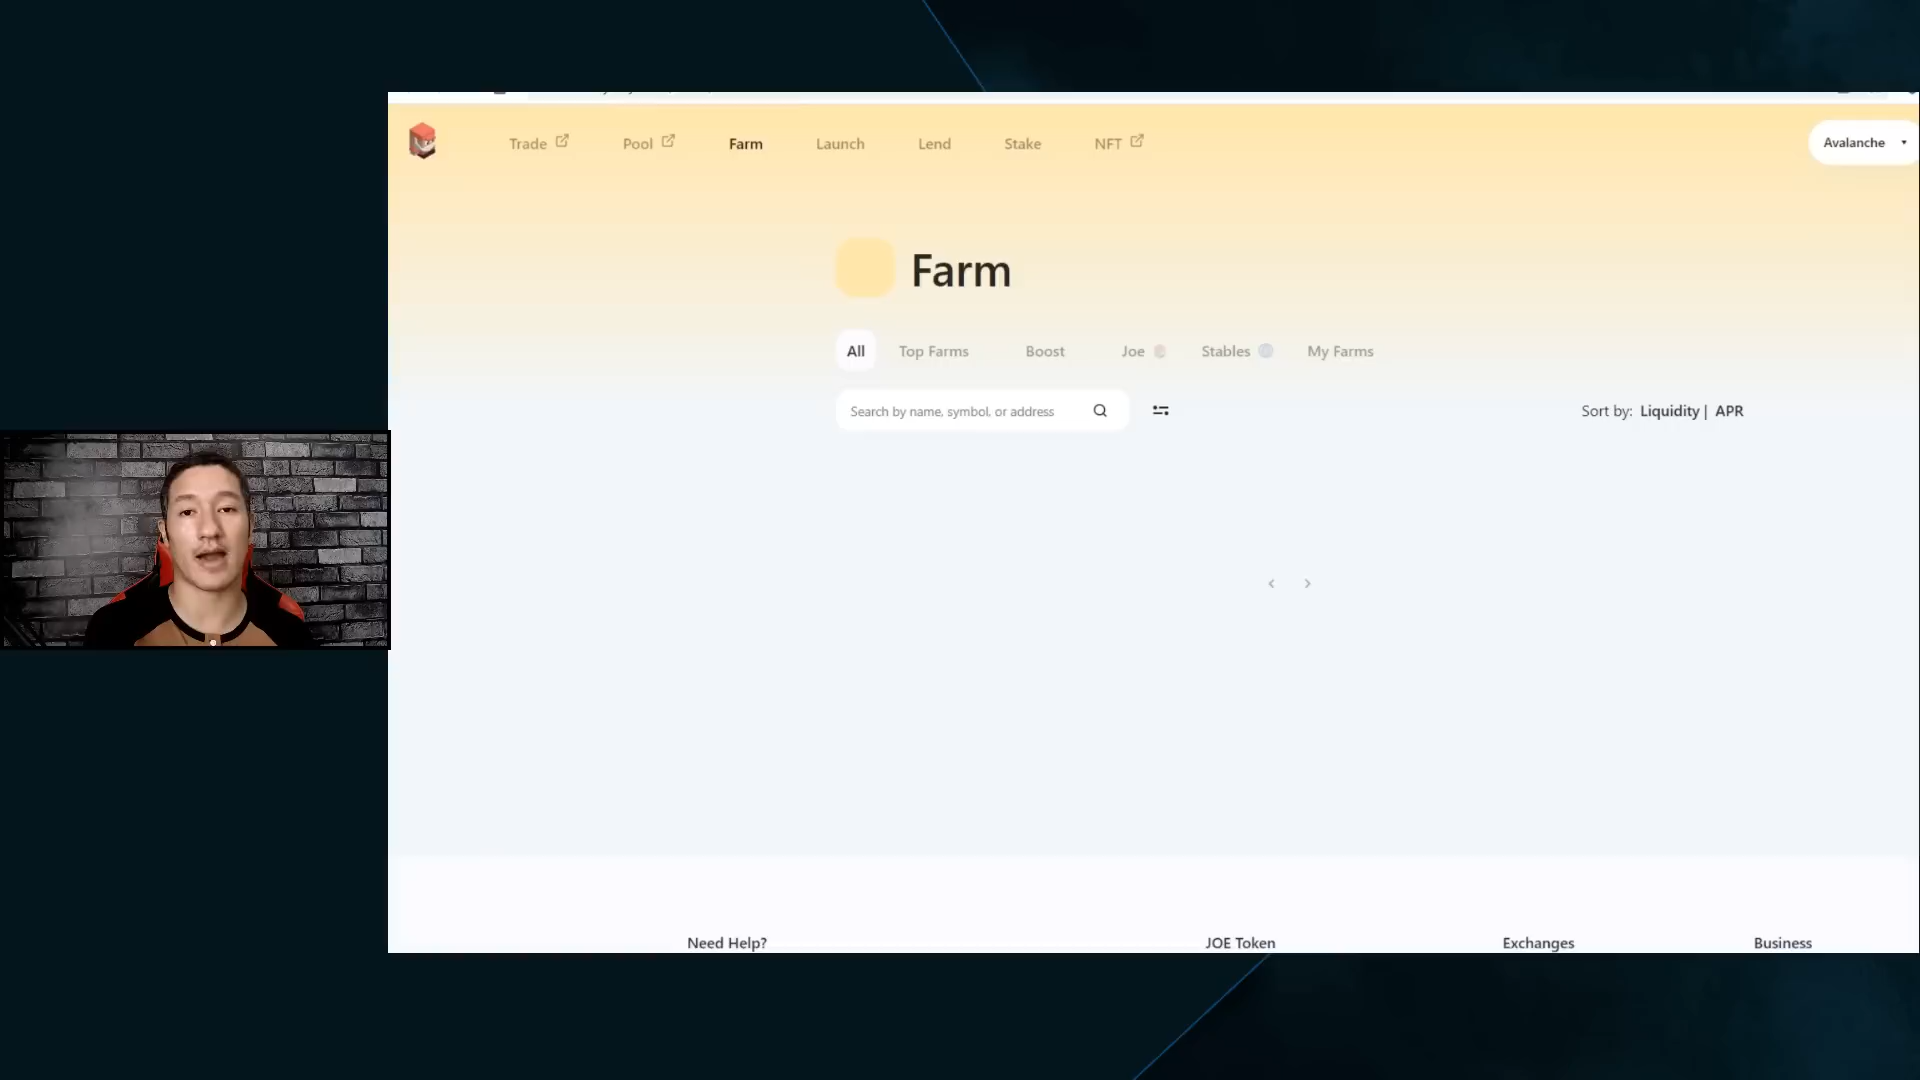 Trade Pool Farm Launch Lend Stake NFT Avalanche
Farm
All Top Farms Boost Joe Stables My Farms
Search by name, symbol, or address
Sort by: Liquidity | APR
Need Help? JOE Token Exchanges Business